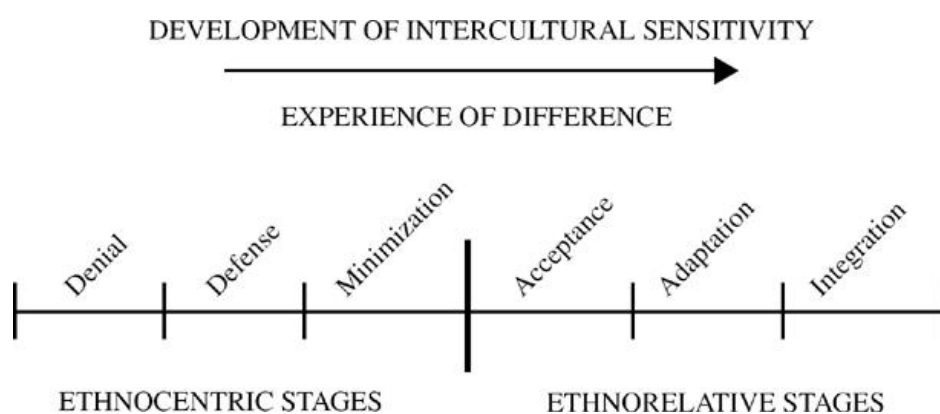 DEVELOPMENT OF INTERCULTURAL SENSITIVITY
EXPERIENCE OF DIFFERENCE
Denial
Defense
Minimization
Acceptance
Adaptation
Integration
ETHNOCENTRIC STAGES
ETHNORELATIVE STAGES